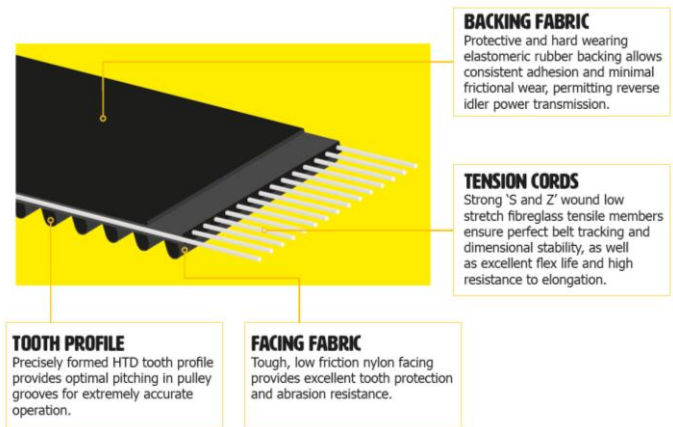 BACKING FABRIC
Protective and hard wearing
elastomeric rubber backing allows
consistent adhesion and minimal
frictional wear, permitting reverse
idler power transmission.
TENSION CORDS
Strong ‘S and Z’ wound low
stretch fibreglass tensile members
ensure perfect belt tracking and
dimensional stability, as well
as excellent flex life and high
resistance to elongation.
TOOTH PROFILE
Precisely formed HTD tooth profile
provides optimal pitching in pulley
grooves for extremely accurate
operation.
FACING FABRIC
Tough, low friction nylon facing
provides excellent tooth protection
and abrasion resistance.